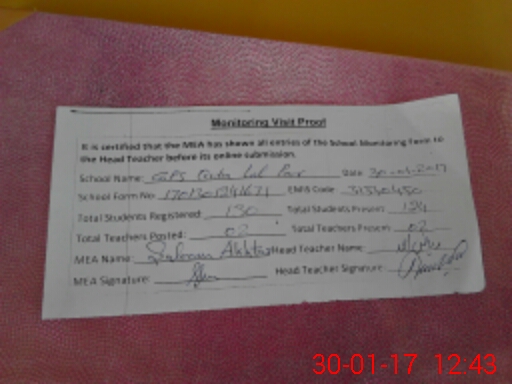 Monitoring Visit Proof
It is certified that the MEA has shown all entries of the School Monitoring Form to
the Head Teacher before its online submission.
School Name: GPS Lal Date 30-01-2017
School Form No: EMIS Code
Total Students Registered: 130 Total Students Present: 124
Total Teachers Posted: 02 Total Teachers Present: 02
MEA Name: Salman Akhtar Head Teacher Name:
MEA Signature: Head Teacher Signature
30-01-17 12:43